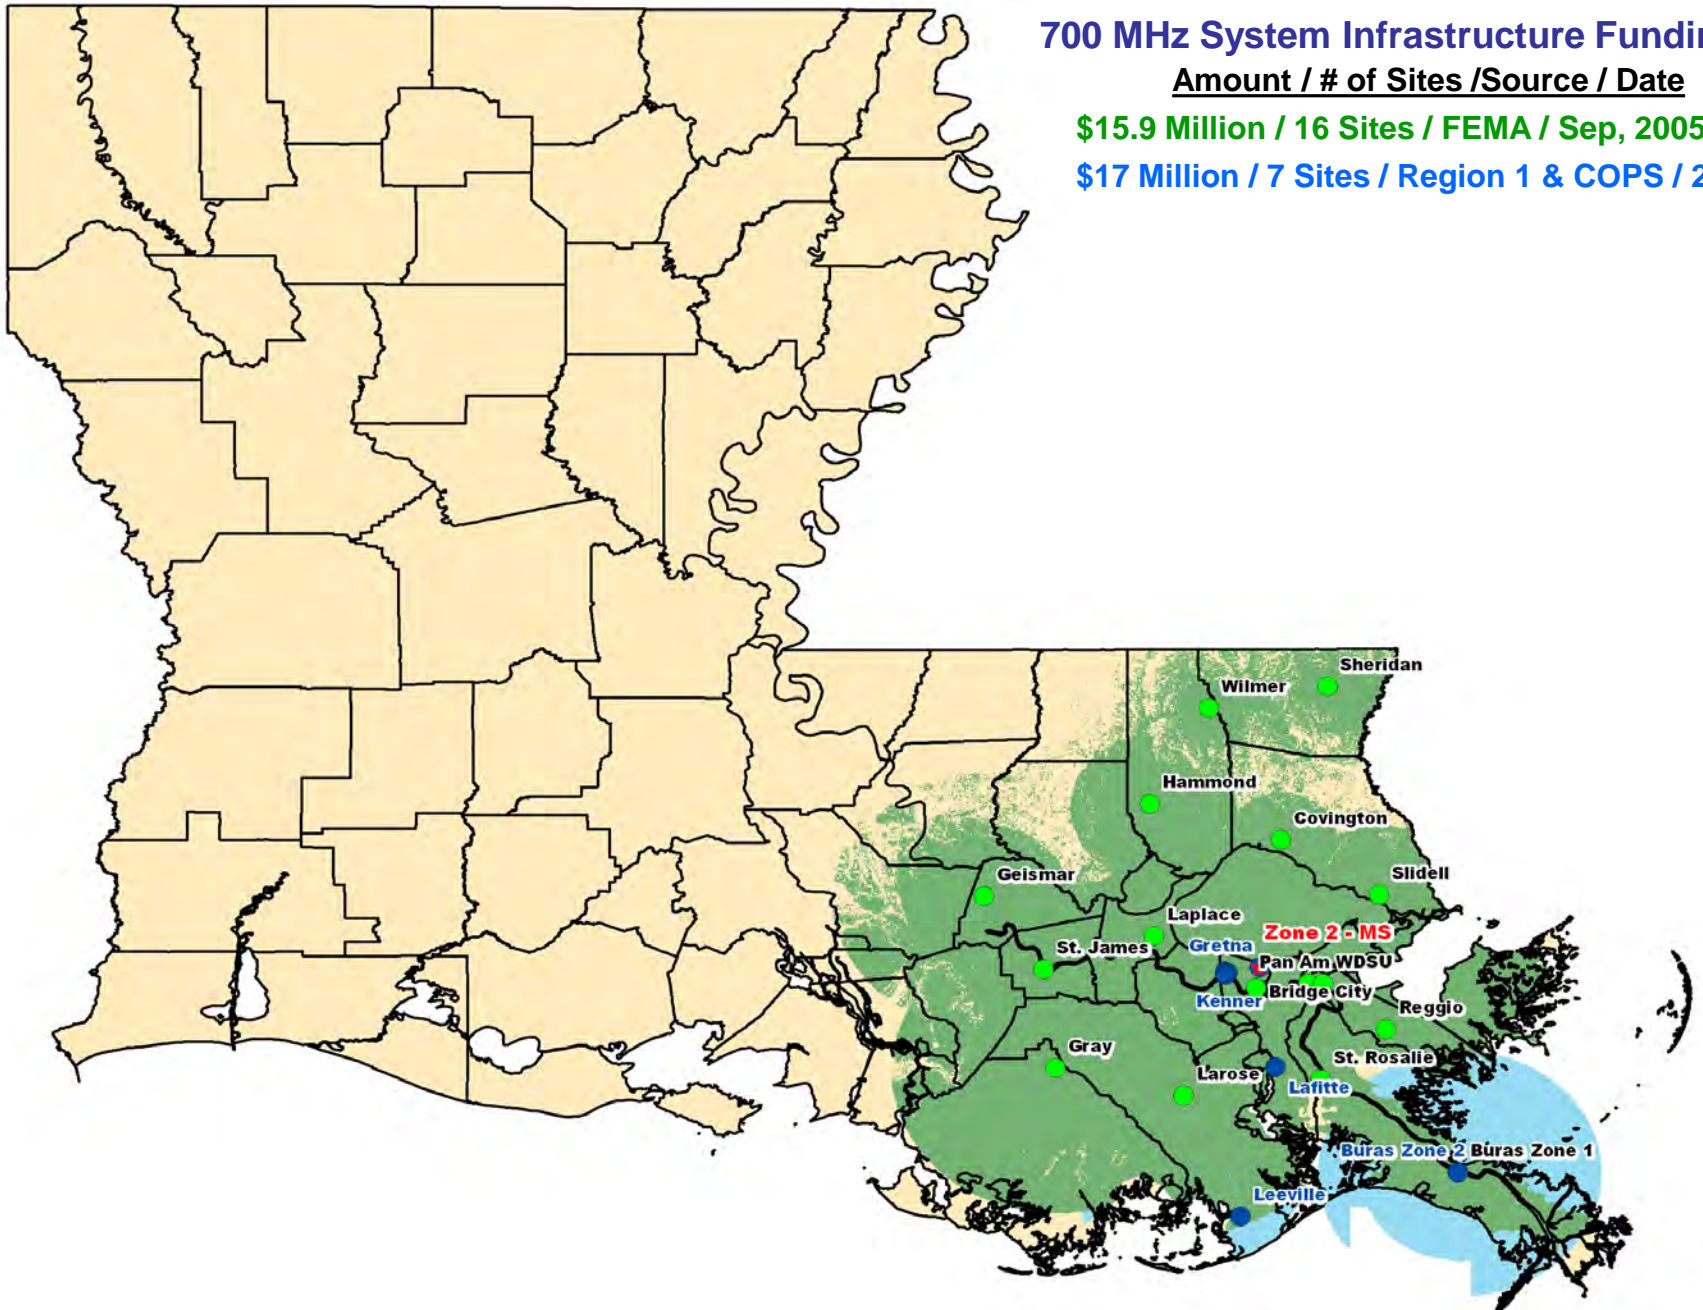 700 MHz System Infrastructure Fundin
Amount / # of Sites /Source / Date
$15.9 Million / 16 Sites / FEMA / Sep, 2005
$17 Million / 7 Sites / Region 1 & COPS / 2
Sheridan
Wilmer
Hammond
Covington
Geismar
Slidell
Laplace
Zone 2 - MS
St. James
Gretna
Pan Am WDSU
Kenner
Bridge City
Reggio
Gray
St. Rosalie
Larose
Lafitte
Buras Zone 2 Buras Zone 1
Leeville